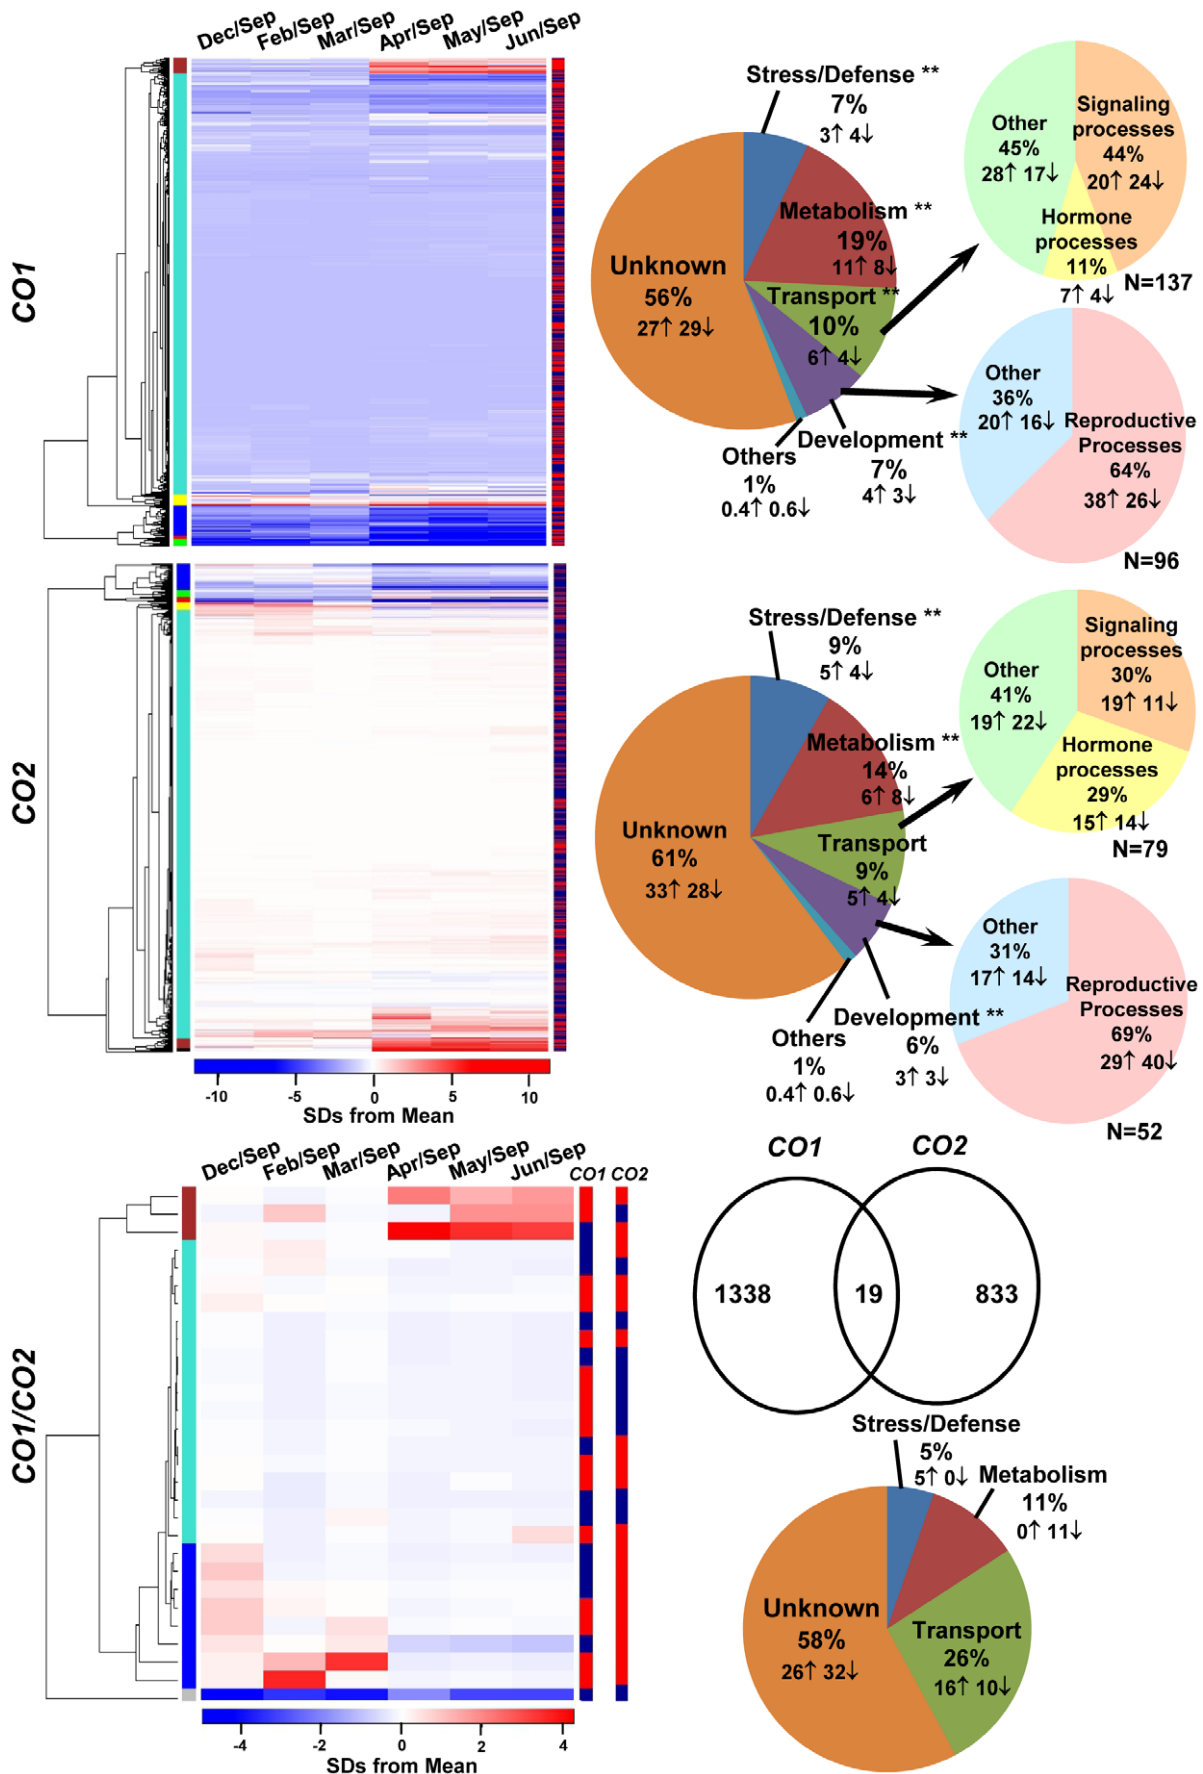 Dec/Sep
Feb/Sep
Mar/Sep
Apr/Sep
May/Sep
Jun/Sep
CO1
Stress/Defense **
7%
3↑ 4↓
Metabolism **
19%
11↑ 8↓
Transport **
10%
6↑ 4↓
Unknown
56%
27↑ 29↓
Others
1%
0.4↑ 0.6↓
Development **
7%
4↑ 3↓
Other
45%
28↑ 17↓
Signaling
processes
44%
20↑ 24↓
Hormone
processes
11%
7↑ 4↓
N=137
Other
36%
20↑ 16↓
Reproductive
Processes
64%
38↑ 26↓
N=96
CO2
Stress/Defense **
9%
5↑ 4↓
Metabolism **
14%
6↑ 8↓
Transport
9%
5↑ 4↓
Unknown
61%
33↑ 28↓
Others
1%
0.4↑ 0.6↓
Development **
6%
3↑ 3↓
Other
41%
19↑ 22↓
Signaling
processes
30%
19↑ 11↓
Hormone
processes
29%
15↑ 14↓
N=79
Other
31%
17↑ 14↓
Reproductive
Processes
69%
29↑ 40↓
N=52
-10 -5 0 5 10
SDs from Mean
Dec/Sep
Feb/Sep
Mar/Sep
Apr/Sep
May/Sep
Jun/Sep
CO1 CO2
CO1/CO2
-4 -2 0 2 4
SDs from Mean
CO1
CO2
1338
19
833
Stress/Defense
5%
5↑ 0↓
Metabolism
11%
0↑ 11↓
Unknown
58%
26↑ 32↓
Transport
26%
16↑ 10↓